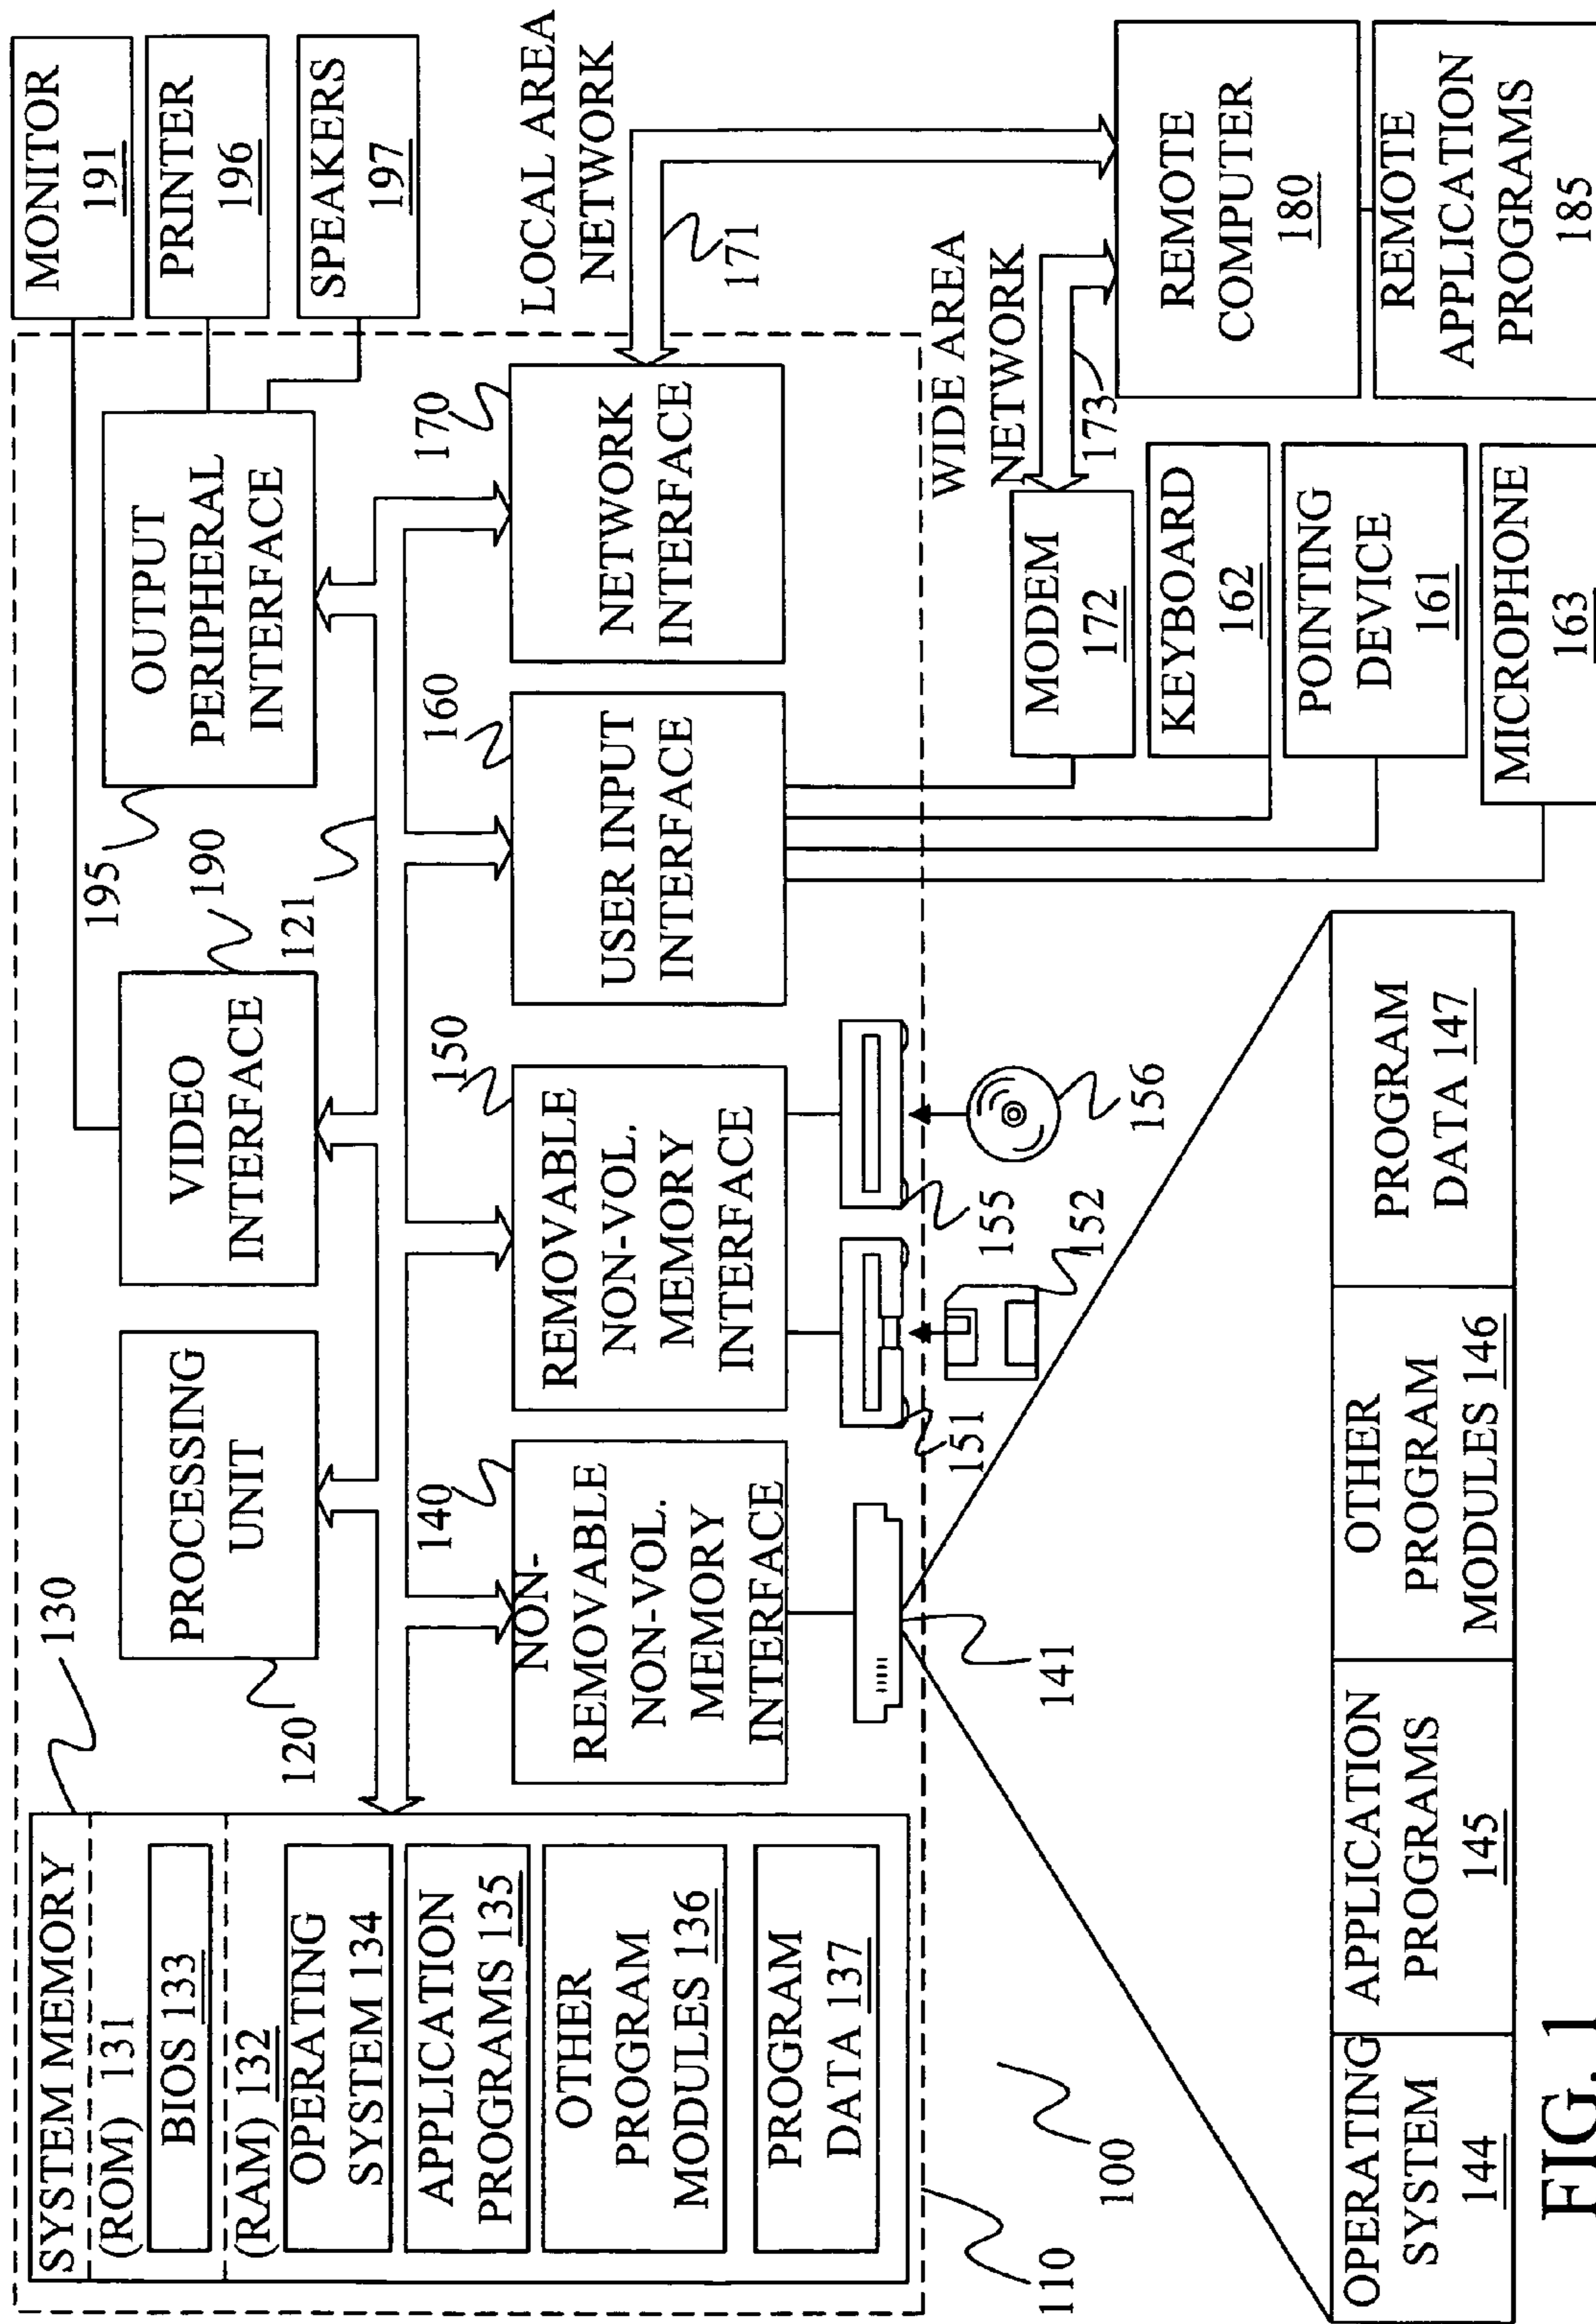 SYSTEM MEMORY
(ROM) 131
BIOS 133
(RAM) 132
OPERATING
SYSTEM 134
APPLICATION
PROGRAMS 135
OTHER
PROGRAM
MODULES 136
PROGRAM
DATA 137
130
120
PROCESSING
UNIT
VIDEO
INTERFACE
190
121
195
OUTPUT
PERIPHERAL
INTERFACE
MONITOR
191
PRINTER
196
SPEAKERS
197
140
NON-
REMOVABLE
NON-VOL.
MEMORY
INTERFACE
150
REMOVABLE
NON-VOL.
MEMORY
INTERFACE
160
USER INPUT
INTERFACE
170
NETWORK
INTERFACE
LOCAL AREA
NETWORK
171
141
151
152
155
156
WIDE AREA
NETWORK
173
MODEM
172
KEYBOARD
162
POINTING
DEVICE
161
MICROPHONE
163
REMOTE
COMPUTER
180
REMOTE
APPLICATION
PROGRAMS
185
110
100
OPERATING
SYSTEM
144
APPLICATION
PROGRAMS
145
OTHER
PROGRAM
MODULES 146
PROGRAM
DATA 147
FIG. 1